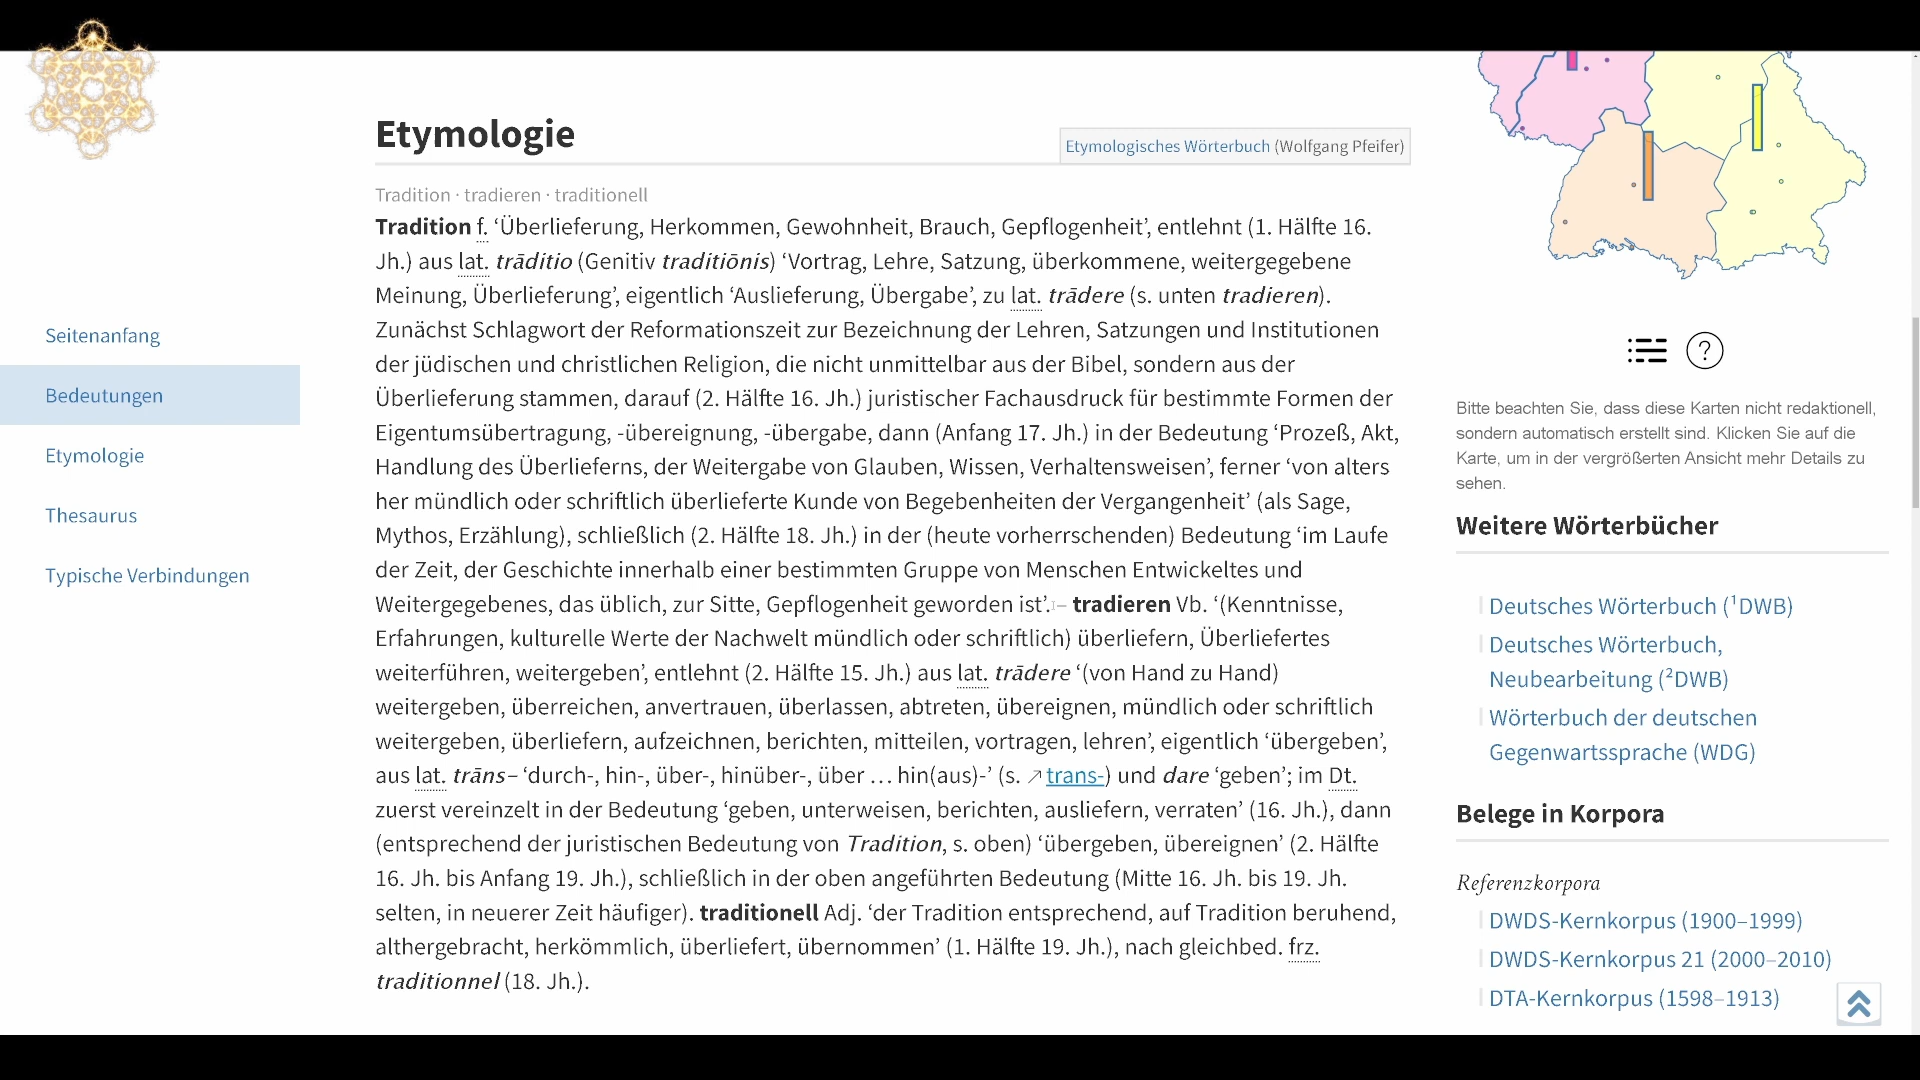 Seitenanfang
Bedeutungen
Etymologie
Thesaurus
Typische Verbindungen
Etymologie
Etymologisches Wörterbuch (Wolfgang Pfeifer)
Tradition · tradieren · traditionell
Tradition f. ‘Überlieferung, Herkommen, Gewohnheit, Brauch, Gepflogenheit’, entlehnt (1. Hälfte 16.
Jh.) aus lat. trāditio (Genitiv traditiōnis) ‘Vortrag, Lehre, Satzung, überkommene, weitergegebene
Meinung, Überlieferung’, eigentlich ‘Auslieferung, Übergabe’, zu lat. trādere (s. unten tradieren).
Zunächst Schlagwort der Reformationszeit zur Bezeichnung der Lehren, Satzungen und Institutionen
der jüdischen und christlichen Religion, die nicht unmittelbar aus der Bibel, sondern aus der
Überlieferung stammen, darauf (2. Hälfte 16. Jh.) juristischer Fachausdruck für bestimmte Formen der
Eigentumsübertragung, -übereignung, -übergabe, dann (Anfang 17. Jh.) in der Bedeutung ‘Prozeß, Akt,
Handlung des Überlieferns, der Weitergabe von Glauben, Wissen, Verhaltensweisen’, ferner ‘von alters
her mündlich oder schriftlich überlieferte Kunde von Begebenheiten der Vergangenheit’ (als Sage,
Mythos, Erzählung), schließlich (2. Hälfte 18. Jh.) in der (heute vorherrschenden) Bedeutung ‘im Laufe
der Zeit, der Geschichte innerhalb einer bestimmten Gruppe von Menschen Entwickeltes und
Weitergegebenes, das üblich, zur Sitte, Gepflogenheit geworden ist’. – tradieren Vb. ‘(Kenntnisse,
Erfahrungen, kulturelle Werte der Nachwelt mündlich oder schriftlich) überliefern, Überliefertes
weiterführen, weitergeben’, entlehnt (2. Hälfte 15. Jh.) aus lat. trādere ‘(von Hand zu Hand)
weitergeben, überreichen, anvertrauen, überlassen, abtreten, übereignen, mündlich oder schriftlich
weitergeben, überliefern, aufzeichnen, berichten, mitteilen, vortragen, lehren’, eigentlich ‘übergeben’,
aus lat. trāns– ‘durch-, hin-, über-, hinüber-, über … hin(aus)-’ (s. ↗trans-) und dare ‘geben’; im Dt.
zuerst vereinzelt in der Bedeutung ‘geben, unterweisen, berichten, ausliefern, verraten’ (16. Jh.), dann
(entsprechend der juristischen Bedeutung von Tradition, s. oben) ‘übergeben, übereignen’ (2. Hälfte
16. Jh. bis Anfang 19. Jh.), schließlich in der oben angeführten Bedeutung (Mitte 16. Jh. bis 19. Jh.
selten, in neuerer Zeit häufiger). traditionell Adj. ‘der Tradition entsprechend, auf Tradition beruhend,
althergebracht, herkömmlich, überliefert, übernommen’ (1. Hälfte 19. Jh.), nach gleichbed. frz.
traditionnel (18. Jh.).
?
Bitte beachten Sie, dass diese Karten nicht redaktionell,
sondern automatisch erstellt sind. Klicken Sie auf die
Karte, um in der vergrößerten Ansicht mehr Details zu
sehen.
Weitere Wörterbücher
Deutsches Wörterbuch (¹DWB)
Deutsches Wörterbuch,
Neubearbeitung (²DWB)
Wörterbuch der deutschen
Gegenwartssprache (WDG)
Belege in Korpora
Referenzkorpora
DWDS-Kernkorpus (1900–1999)
DWDS-Kernkorpus 21 (2000–2010)
DTA-Kernkorpus (1598–1913)